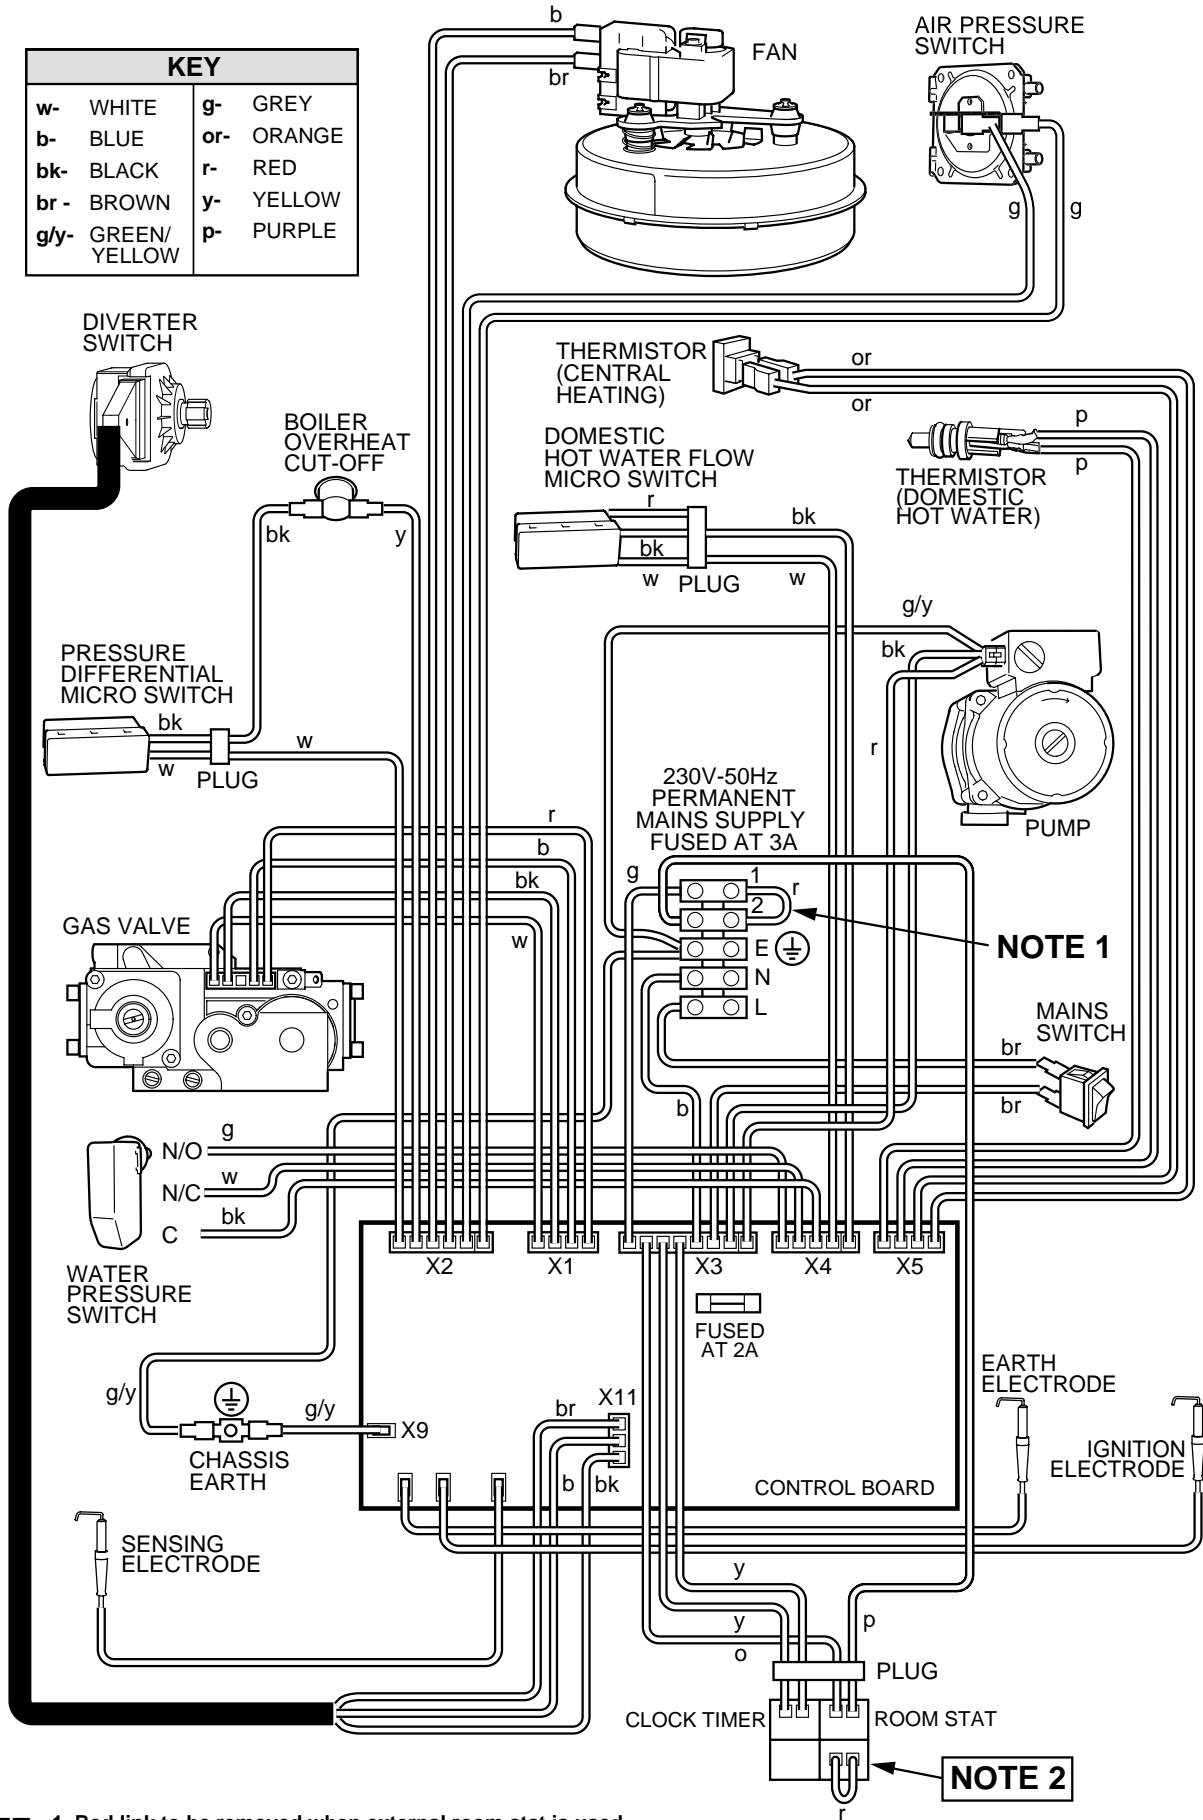 b
br
FAN
AIR PRESSURE
SWITCH
KEY
w- WHITE
b- BLUE
bk- BLACK
br - BROWN
g/y- GREEN/
YELLOW
g- GREY
or- ORANGE
r- RED
y- YELLOW
p- PURPLE
g
g
DIVERTER
SWITCH
BOILER
OVERHEAT
CUT-OFF
bk
y
THERMISTOR
(CENTRAL
HEATING)
or
or
DOMESTIC
HOT WATER FLOW
MICRO SWITCH
r
bk
bk
w
w
PLUG
p
p
THERMISTOR
(DOMESTIC
HOT WATER)
g/y
bk
r
PUMP
PRESSURE
DIFFERENTIAL
MICRO SWITCH
bk
w
w
PLUG
230V-50Hz
PERMANENT
MAINS SUPPLY
FUSED AT 3A
r
b
bk
w
g
1
r
2
E
N
L
NOTE 1
GAS VALVE
MAINS
SWITCH
br
br
b
N/O
g
N/C
w
C
bk
WATER
PRESSURE
SWITCH
X2
X1
X3
X4
X5
FUSED
AT 2A
g/y
g/y
X9
CHASSIS
EARTH
X11
br
b
bk
CONTROL BOARD
EARTH
ELECTRODE
IGNITION
ELECTRODE
SENSING
ELECTRODE
y
y
o
p
PLUG
CLOCK TIMER
ROOM STAT
NOTE 2
r